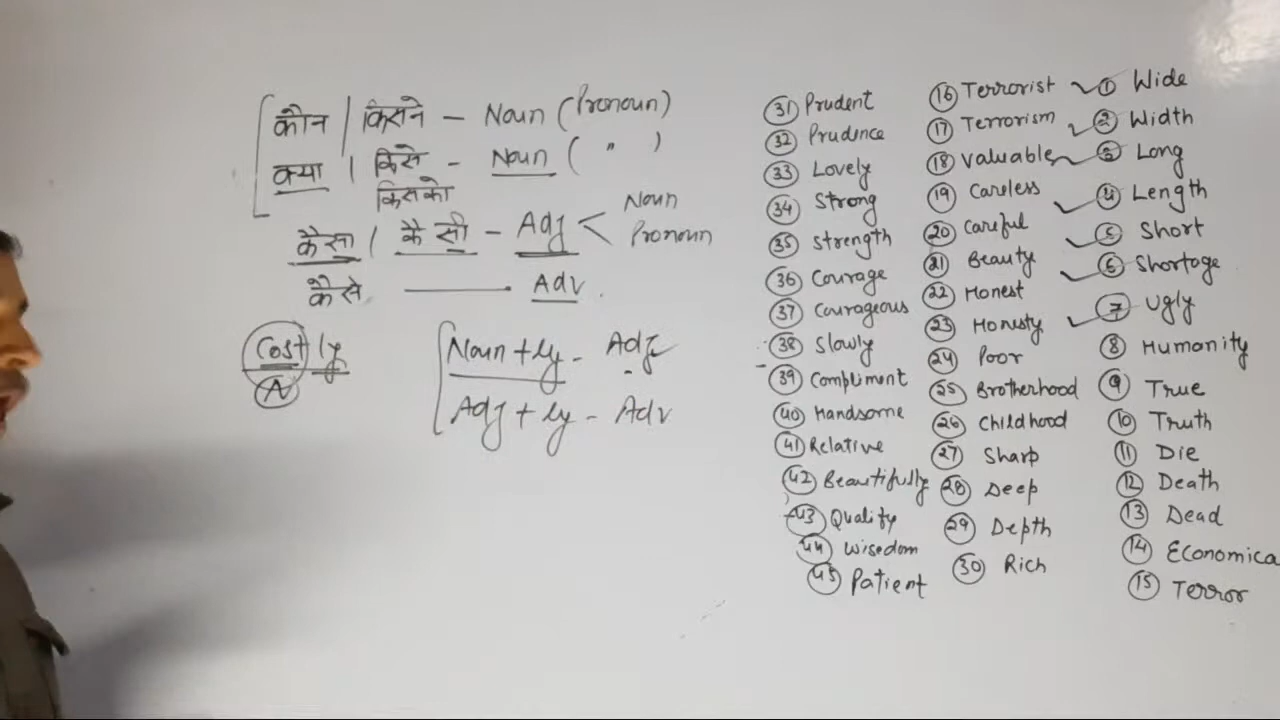 कौन | किसने - Noun (Pronoun)
क्या | किसे - Noun ( " )
किसको
कैसा | कैसी - Adj < Noun
Pronoun
कैसे ——— Adv.
Costly
N
Noun + ly - Adj
Adj + ly - Adv
31 Prudent
32 Prudence
33 Lovely
34 Strong
35 Strength
36 Courage
37 Courageous
38 Slowly
39 Compliment
40 Handsome
41 Relative
42 Beautifully
43 Quality
44 Wisedom
45 Patient
16 Terrorist
17 Terrorism
18 Valuable
19 Careless
20 Careful
21 Beauty
22 Honest
23 Honesty
24 Poor
25 Brotherhood
26 Childhood
27 Sharp
28 Deep
29 Depth
30 Rich
1 Wide
2 Width
3 Long
4 Length
5 Short
6 Shortage
7 Ugly
8 Humanity
9 True
10 Truth
11 Die
12 Death
13 Dead
14 Economica
15 Terror